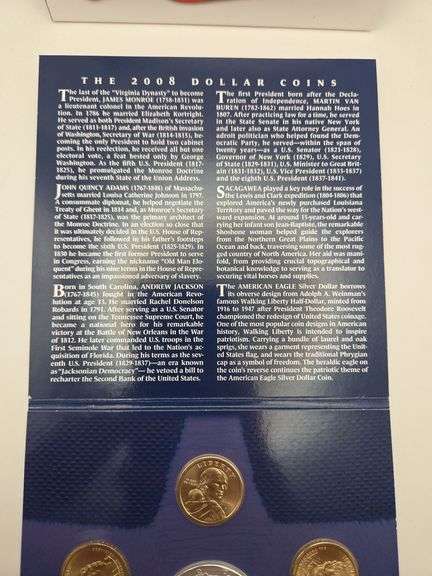 THE 2008 DOLLAR COINS
The last of the "Virginia Dynasty" to become
President, JAMES MONROE (1758-1831) was
a lieutenant colonel in the American Revolu-
tion. In 1786 he married Elizabeth Kortright.
He served as both President Madison's Secretary
of State (1811-1817) and, after the British invasion
of Washington, Secretary of War (1814-1815), be-
coming the only President to hold two cabinet
posts. In his reelection, he received all but one
electoral vote, a feat bested only by George
Washington. As the fifth U.S. President (1817-
1825), he promulgated the Monroe Doctrine
during his seventh State of the Union Address.
JOHN QUINCY ADAMS (1767-1848) of Massachu-
setts married Louisa Catherine Johnson in 1797.
A consummate diplomat, he helped negotiate the
Treaty of Ghent in 1814 and, as Monroe's Secretary
of State (1817-1825), was the primary architect of
the Monroe Doctrine. In an election so close that
it was ultimately decided in the U.S. House of Rep-
resentatives, he followed in his father's footsteps
to become the sixth U.S. President (1825-1829). In
1830 he became the first former President to serve
in Congress, earning the nickname "Old Man Elo-
quent" during his nine terms in the House of Repre-
sentatives as an impassioned adversary of slavery.
Born in South Carolina, ANDREW JACKSON
(1767-1845) fought in the American Revo-
lution at age 13. He married Rachel Donelson
Robards in 1791. After serving as a U.S. Senator
and sitting on the Tennessee Supreme Court, he
became a national hero for his remarkable
victory at the Battle of New Orleans in the War
of 1812. He later commanded U.S. troops in the
First Seminole War that led to the Nation's ac-
quisition of Florida. During his terms as the sev-
enth U.S. President (1829-1837)—an era known
as "Jacksonian Democracy"— he vetoed a bill to
recharter the Second Bank of the United States.
The first President born after the Decla-
ration of Independence, MARTIN VAN
BUREN (1782-1862) married Hannah Hoes in
1807. After practicing law for a time, he served
in the State Senate in his native New York
and later also as State Attorney General. An
adroit politician who helped found the Dem-
ocratic Party, he served—within the span of
twenty years—as a U.S. Senator (1821-1828),
Governor of New York (1829), U.S. Secretary
of State (1829-1831), U.S. Minister to Great Brit-
ain (1831-1832), U.S. Vice President (1833-1837)
and the eighth U.S. President (1837-1841).
SACAGAWEA played a key role in the success of
the Lewis and Clark expedition (1804-1806) that
explored America's newly purchased Louisiana
Territory and paved the way for the Nation's west-
ward expansion. At around 15-years-old and carry-
ing her infant son Jean-Baptiste, the remarkable
Shoshone woman helped guide the explorers
from the Northern Great Plains to the Pacific
Ocean and back. Traversing some of the most rug-
ged country of North America. Her aid was mani-
fold, from providing crucial topographical and
botanical knowledge to serving as a translator to
securing vital horses and supplies.
The AMERICAN EAGLE Silver Dollar borrows
its obverse design from Adolph A. Weinman's
famous Walking Liberty Half-Dollar, minted from
1916 to 1947 after President Theodore Roosevelt
championed the redesign of United States coinage.
One of the most popular coin designs in American
history, Walking Liberty is intended to inspire
patriotism. Carrying a bundle of laurel and oak
sprigs, she wears a garment representing the Unit-
ed States flag, and wears the traditional Phrygian
cap as a symbol of freedom. The heraldic eagle on
the coin's reverse continues the patriotic theme of
the American Eagle Silver Dollar Coin.
LIBERTY